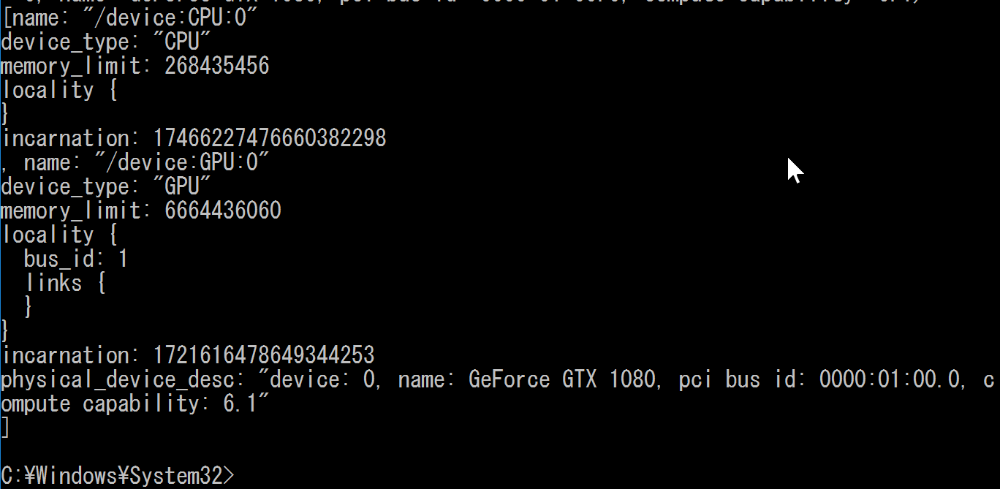 [name: "/device:CPU:0"
device_type: "CPU"
memory_limit: 268435456
locality {
}
incarnation: 17466227476660382298
, name: "/device:GPU:0"
device_type: "GPU"
memory_limit: 6664436060
locality {
  bus_id: 1
  links {
  }
}
incarnation: 1721616478649344253
physical_device_desc: "device: 0, name: GeForce GTX 1080, pci bus id: 0000:01:00.0, c
ompute capability: 6.1"
]
C:¥Windows¥System32>